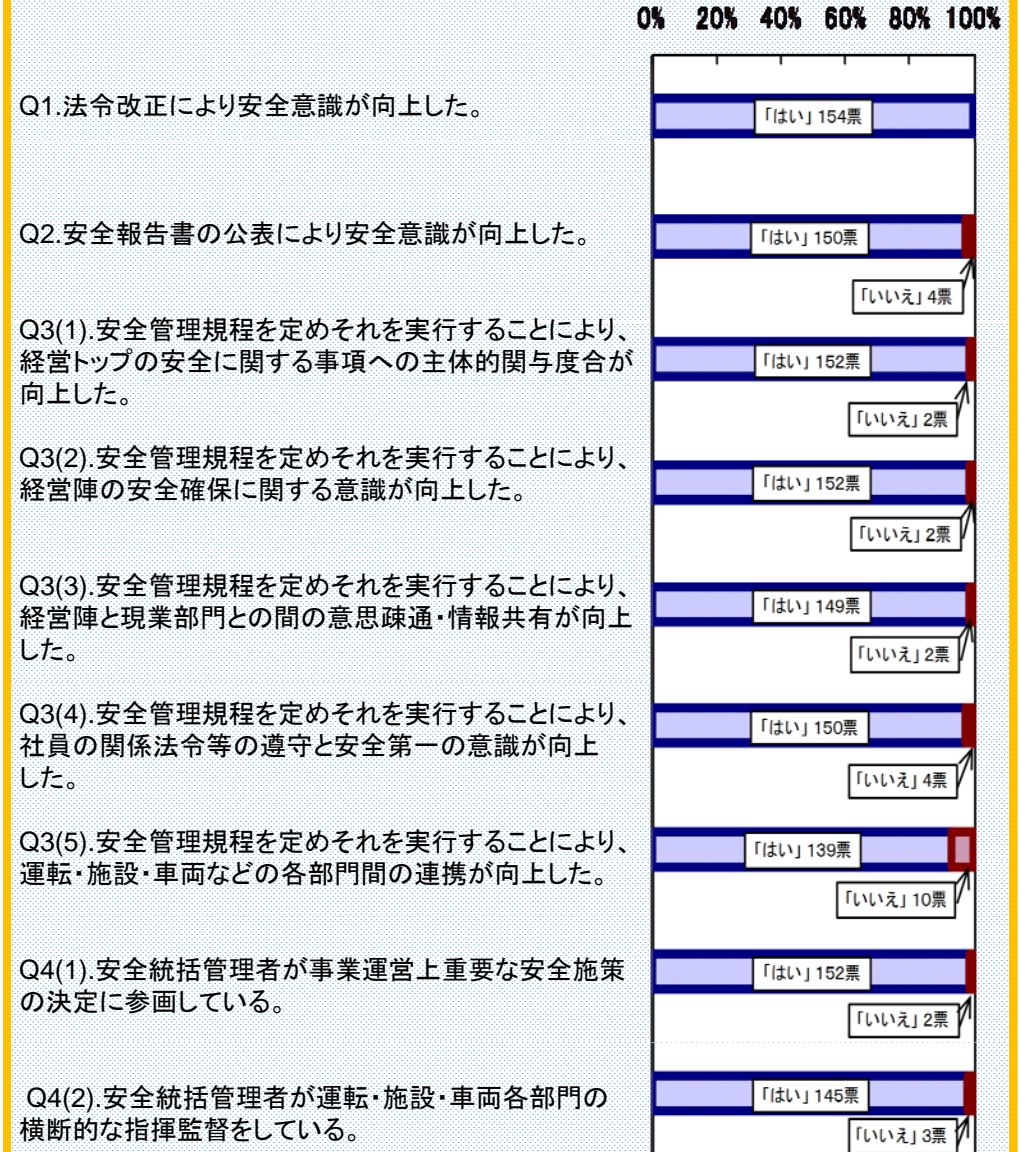 0% 20% 40% 60% 80% 100%
Q1.法令改正により安全意識が向上した。
「はい」 154票
Q2.安全報告書の公表により安全意識が向上した。
「はい」 150票
「いいえ」 4票
Q3(1).安全管理規程を定めそれを実行することにより、
経営トップの安全に関する事項への主体的関与度合が
向上した。
「はい」 152票
「いいえ」 2票
Q3(2).安全管理規程を定めそれを実行することにより、
経営陣の安全確保に関する意識が向上した。
「はい」 152票
「いいえ」 2票
Q3(3).安全管理規程を定めそれを実行することにより、
経営陣と現業部門との間の意思疎通・情報共有が向上
した。
「はい」 149票
「いいえ」 2票
Q3(4).安全管理規程を定めそれを実行することにより、
社員の関係法令等の遵守と安全第一の意識が向上
した。
「はい」 150票
「いいえ」 4票
Q3(5).安全管理規程を定めそれを実行することにより、
運転・施設・車両などの各部門間の連携が向上した。
「はい」 139票
「いいえ」 10票
Q4(1).安全統括管理者が事業運営上重要な安全施策
の決定に参画している。
「はい」 152票
「いいえ」 2票
Q4(2).安全統括管理者が運転・施設・車両各部門の
横断的な指揮監督をしている。
「はい」 145票
「いいえ」 3票